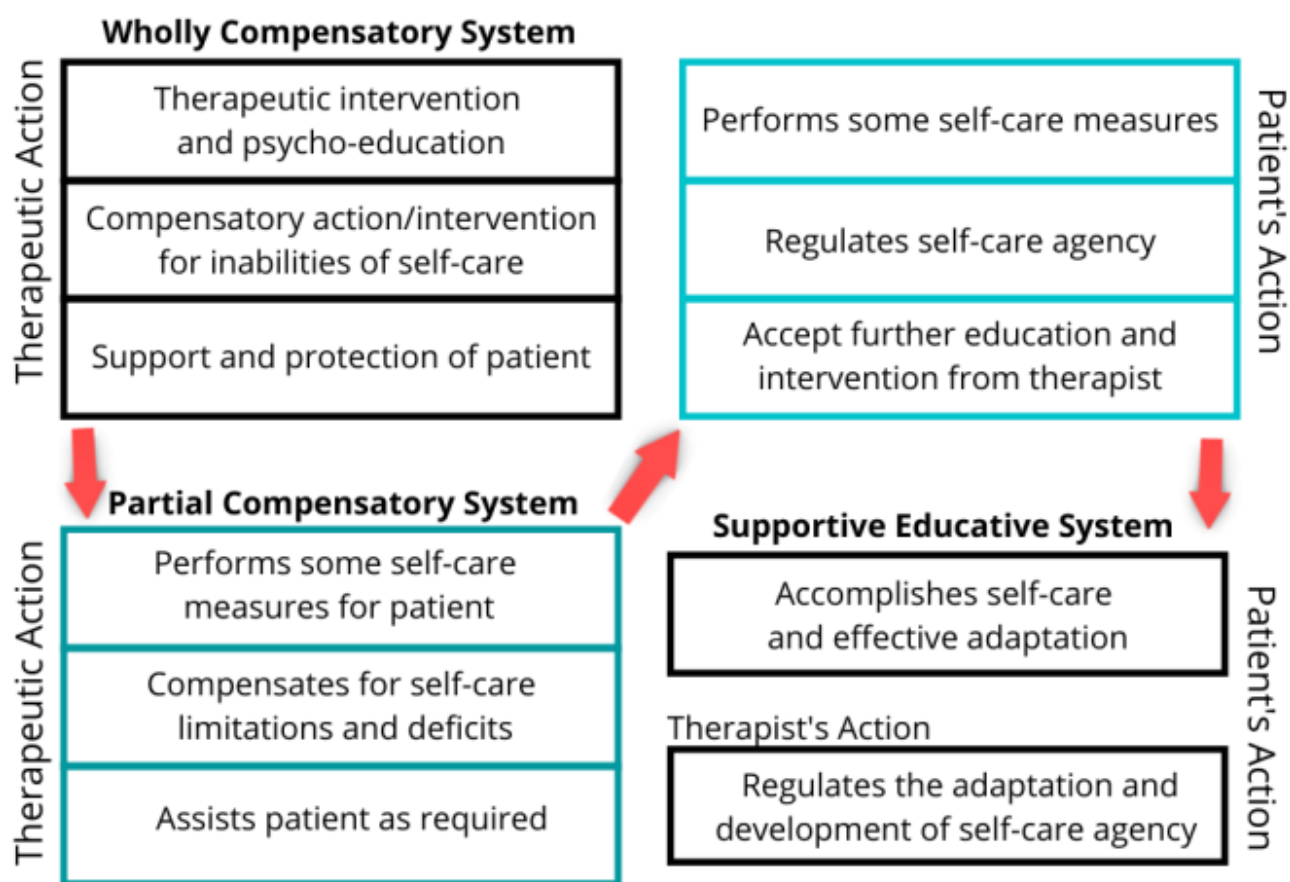 Wholly Compensatory System
Therapeutic Action
Therapeutic intervention
and psycho-education
Compensatory action/intervention
for inabilities of self-care
Support and protection of patient
Partial Compensatory System
Therapeutic Action
Performs some self-care
measures for patient
Compensates for self-care
limitations and deficits
Assists patient as required
Performs some self-care measures
Regulates self-care agency
Accept further education and
intervention from therapist
Patient's Action
Supportive Educative System
Accomplishes self-care
and effective adaptation
Therapist's Action
Regulates the adaptation and
development of self-care agency
Patient's Action